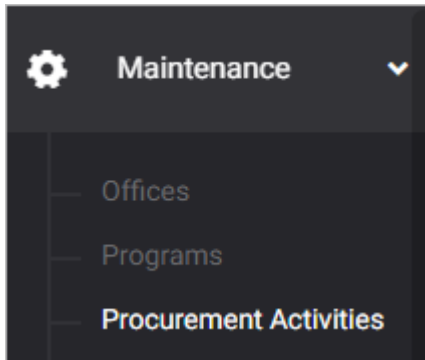 Maintenance
Offices
Programs
Procurement Activities